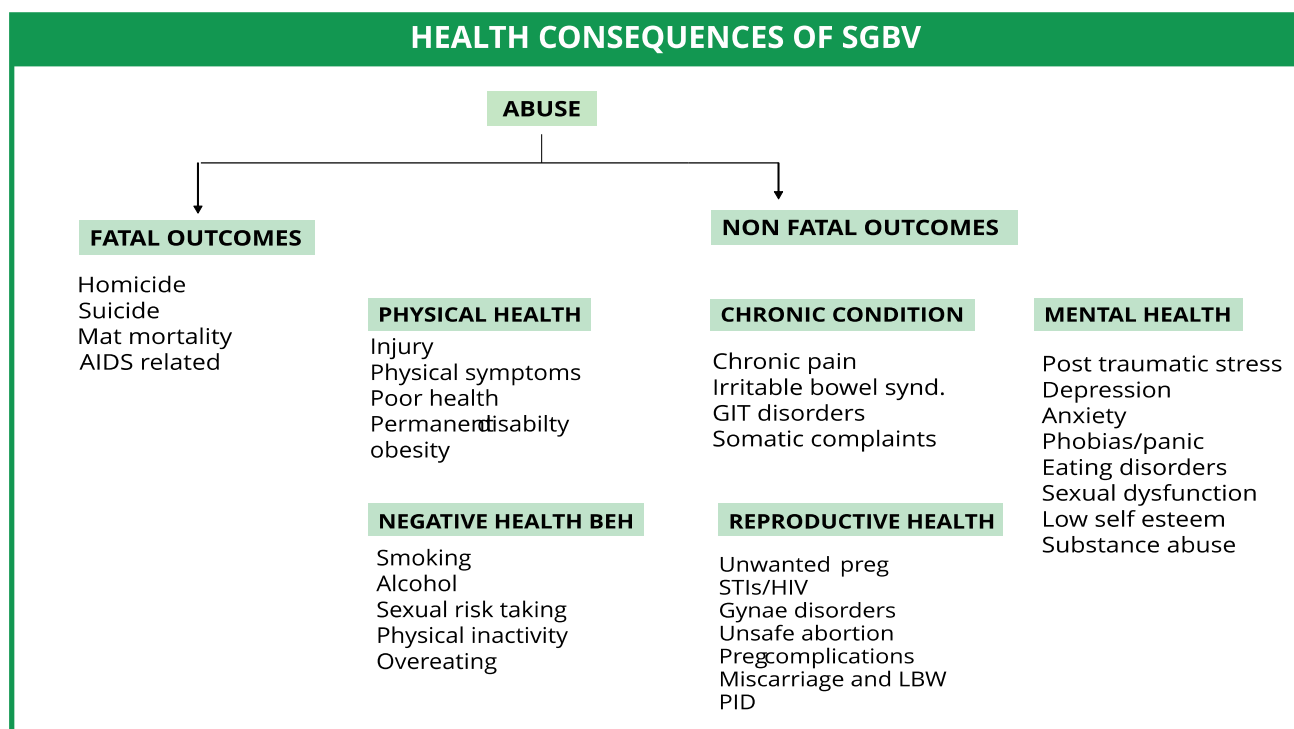 HEALTH CONSEQUENCES OF SGBV
ABUSE
FATAL OUTCOMES
Homicide
Suicide
Mat mortality
AIDS related
NON FATAL OUTCOMES
PHYSICAL HEALTH
Injury
Physical symptoms
Poor health
Permanent disabilty
obesity
CHRONIC CONDITION
Chronic pain
Irritable bowel synd.
GIT disorders
Somatic complaints
MENTAL HEALTH
Post traumatic stress
Depression
Anxiety
Phobias/panic
Eating disorders
Sexual dysfunction
Low self esteem
Substance abuse
NEGATIVE HEALTH BEH
Smoking
Alcohol
Sexual risk taking
Physical inactivity
Overeating
REPRODUCTIVE HEALTH
Unwanted preg
STIs/HIV
Gynae disorders
Unsafe abortion
Preg complications
Miscarriage and LBW
PID